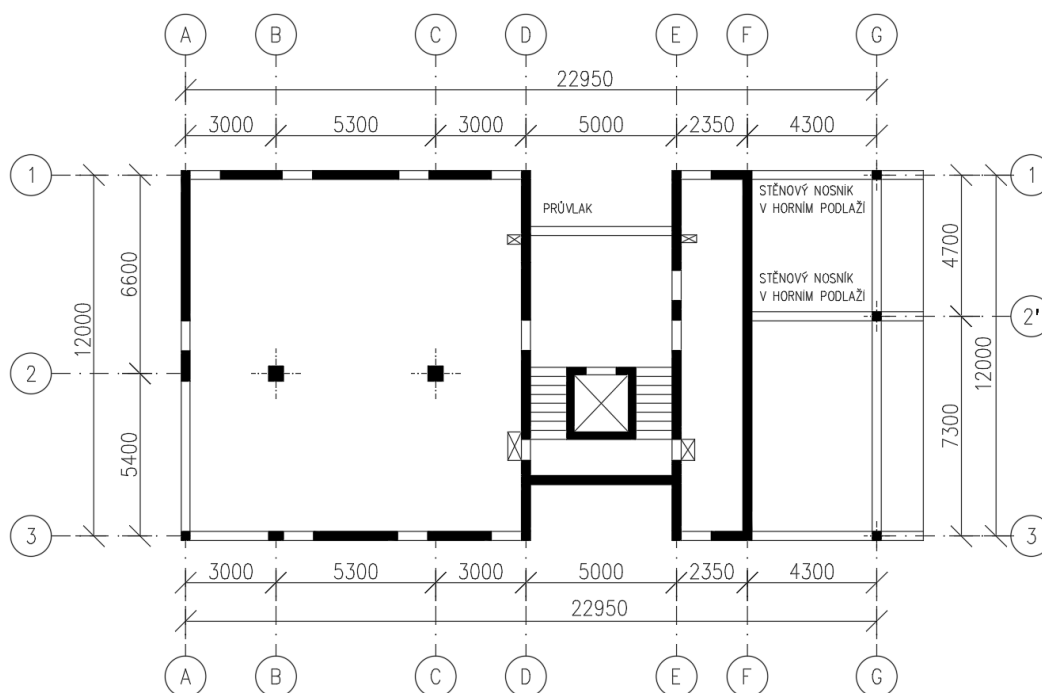 A B C D E F G
22950
3000 5300 3000 5000 2350 4300
1 1
PRŮVLAK
STĚNOVÝ NOSNÍK
V HORNÍM PODLAŽÍ
6600
4700
STĚNOVÝ NOSNÍK
V HORNÍM PODLAŽÍ
12000
2'
12000
2
5400
7300
3 3
3000 5300 3000 5000 2350 4300
22950
A B C D E F G